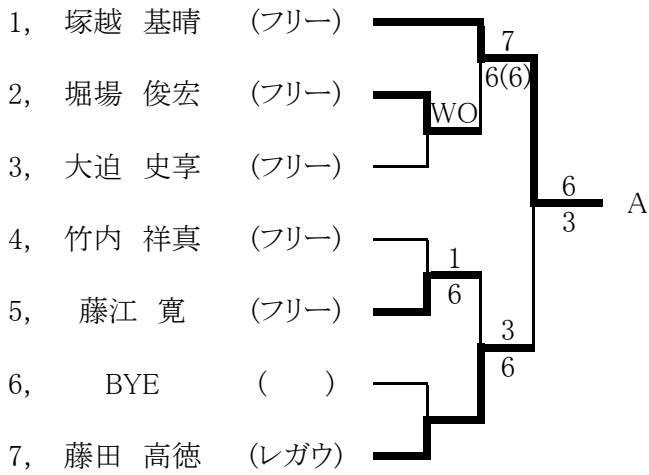 1, 塚越 基晴 (フリー)
7
6(6)
2, 堀場 俊宏 (フリー)
WO
3, 大迫 史享 (フリー)
6
3
A
4, 竹内 祥真 (フリー)
1
6
5, 藤江 寛 (フリー)
3
6
6, BYE ( )
7, 藤田 高徳 (レガウ)